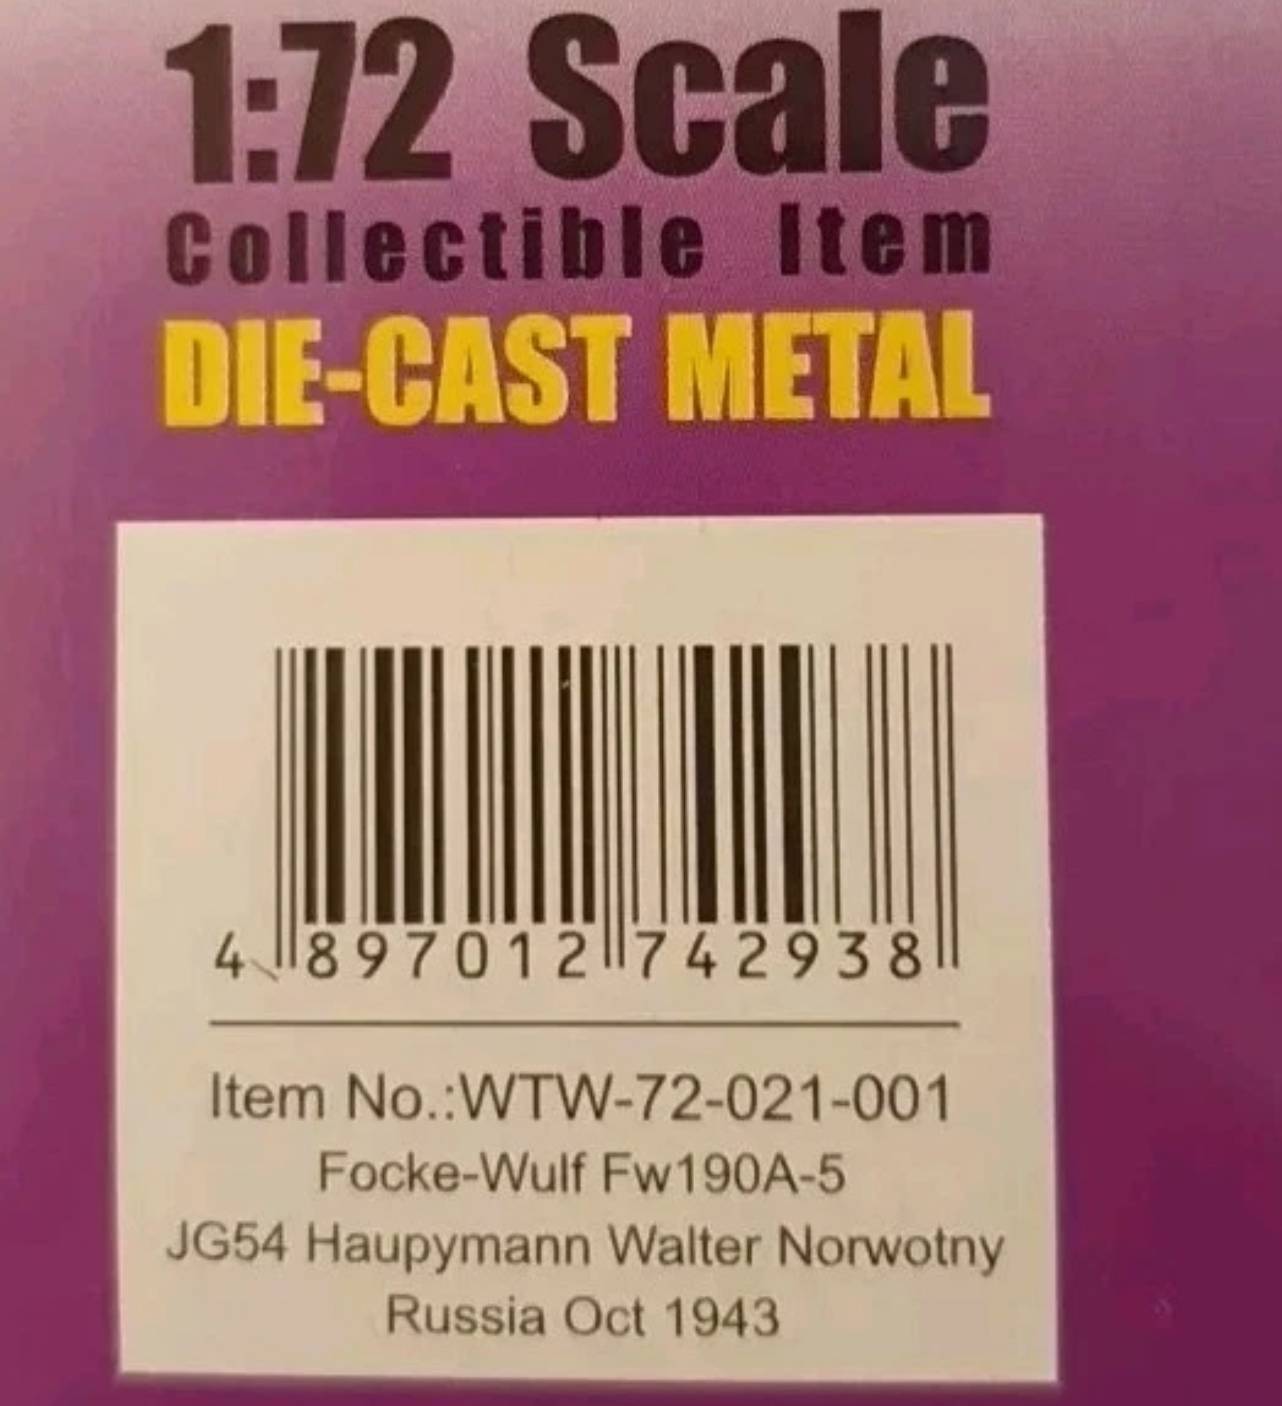 1:72 Scale
Collectible Item
DIE-CAST METAL
4 897012 742938
Item No.:WTW-72-021-001
Focke-Wulf Fw190A-5
JG54 Haupymann Walter Norwotny
Russia Oct 1943